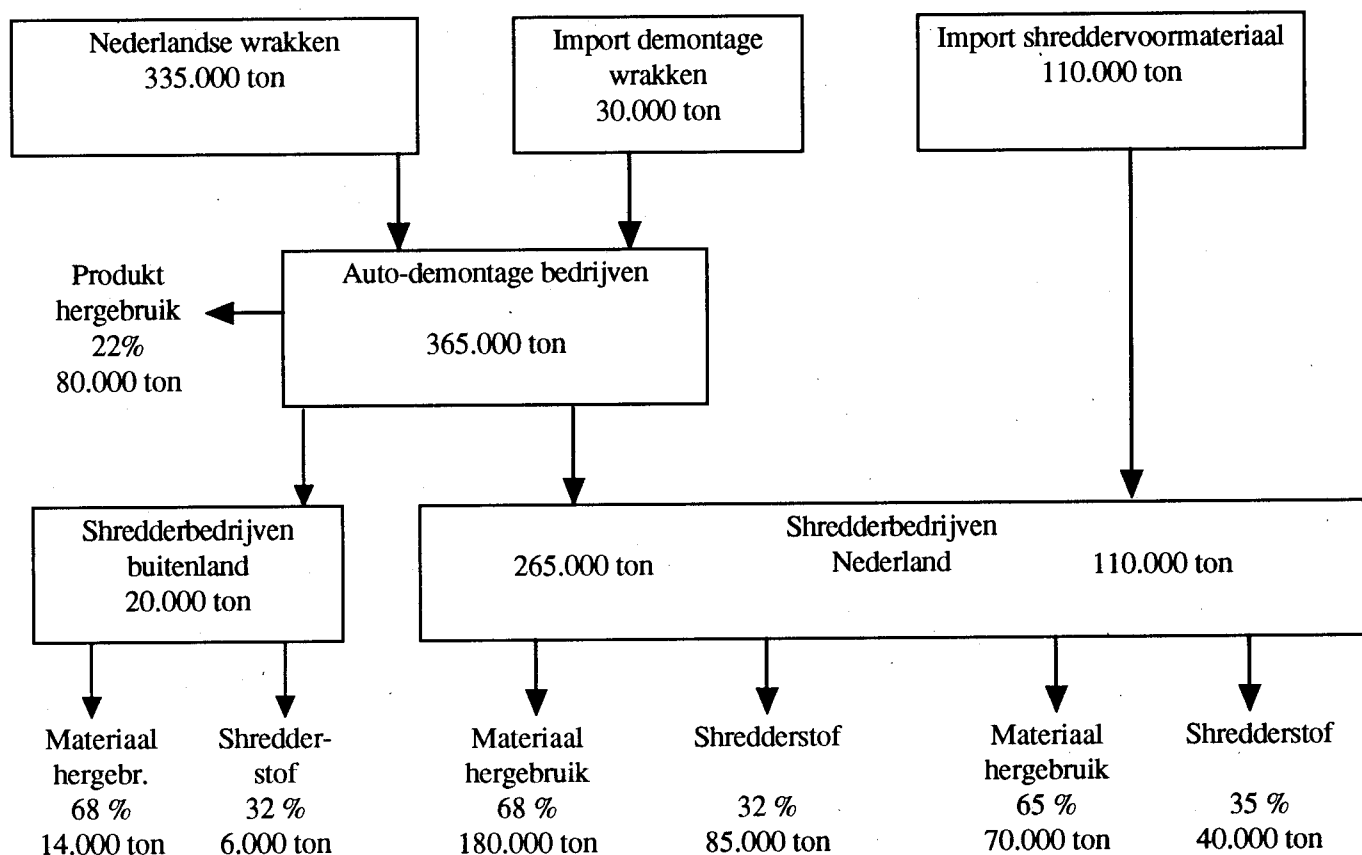 Nederlandse wrakken
335.000 ton
Import demontage
wrakken
30.000 ton
Import shreddervoormateriaal
110.000 ton
Produkt
hergebruik
22%
80.000 ton
Auto-demontage bedrijven
365.000 ton
Shredderbedrijven
buitenland
20.000 ton
Shredderbedrijven
265.000 ton Nederland 110.000 ton
Materiaal
hergebr.
68 %
14.000 ton
Shredder-
stof
32 %
6.000 ton
Materiaal
hergebruik
68 %
180.000 ton
Shredderstof
32 %
85.000 ton
Materiaal
hergebruik
65 %
70.000 ton
Shredderstof
35 %
40.000 ton